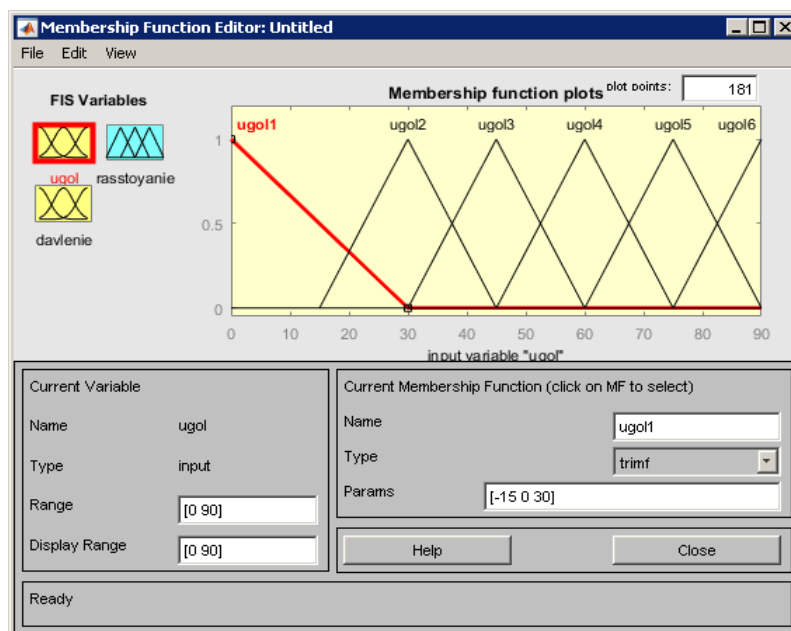 Membership Function Editor: Untitled
File Edit View
FIS Variables
ugol rasstoyanie
davlenie
Membership function plots plot points: 181
ugol1 ugol2 ugol3 ugol4 ugol5 ugol6
1
0.5
0
0 10 20 30 40 50 60 70 80 90
input variable "ugol"
Current Variable
Name ugol
Type input
Range [0 90]
Display Range [0 90]
Current Membership Function (click on MF to select)
Name ugol1
Type trimf
Params [-15 0 30]
Help Close
Ready